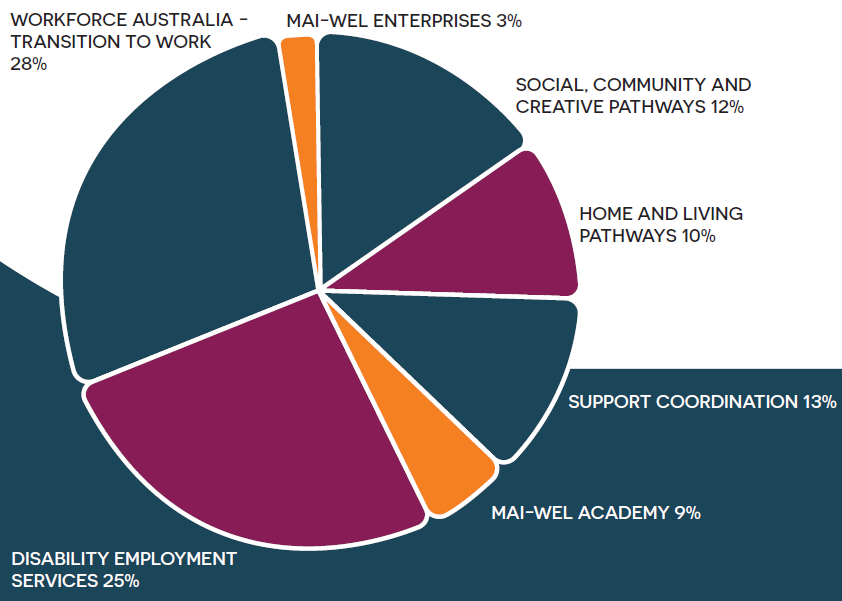 WORKFORCE AUSTRALIA -
TRANSITION TO WORK
28%
MAI-WEL ENTERPRISES 3%
SOCIAL, COMMUNITY AND
CREATIVE PATHWAYS 12%
HOME AND LIVING
PATHWAYS 10%
SUPPORT COORDINATION 13%
MAI-WEL ACADEMY 9%
DISABILITY EMPLOYMENT
SERVICES 25%